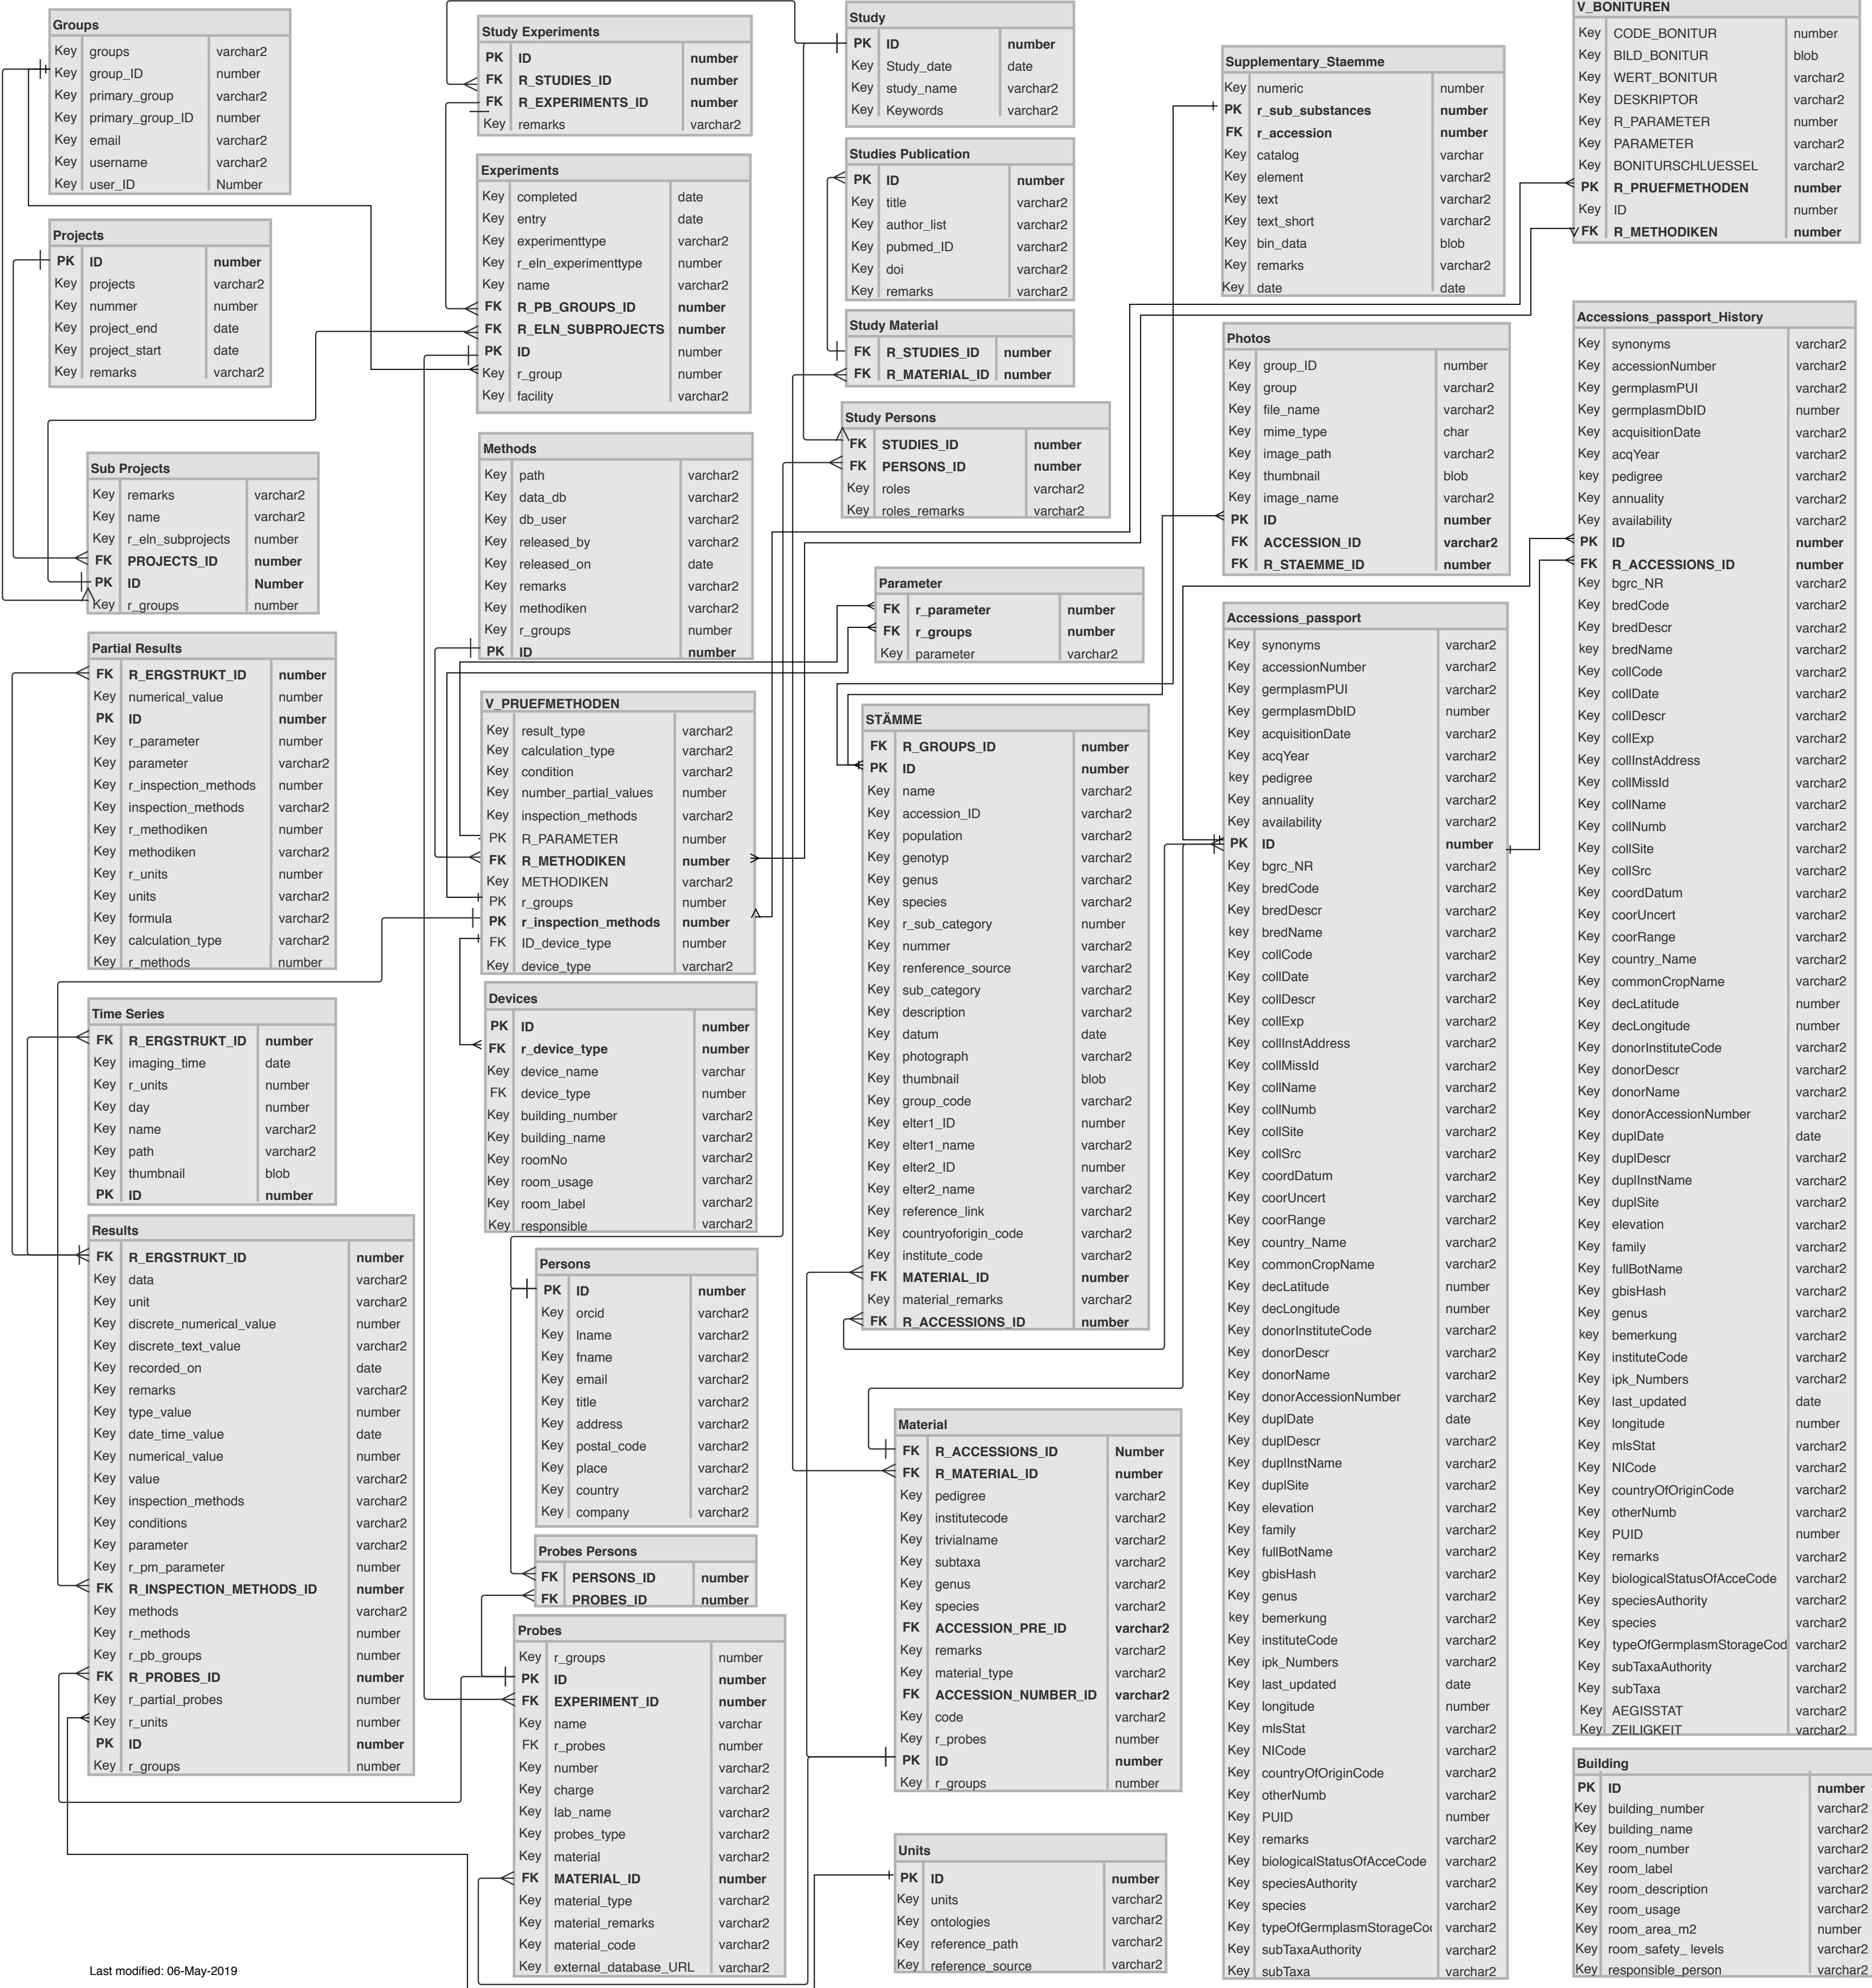 Groups
Key groups varchar2
Key group_ID number
Key primary_group varchar2
Key primary_group_ID number
Key email varchar2
Key username varchar2
Key user_ID Number
Projects
PK ID number
Key projects varchar2
Key nummer number
Key project_end date
Key project_start date
Key remarks varchar2
Sub Projects
Key remarks varchar2
Key name varchar2
Key r_eln_subprojects number
FK PROJECTS_ID number
PK ID Number
Key r_groups number
Partial Results
FK R_ERGSTRUKT_ID number
Key numerical_value number
PK ID number
Key r_parameter number
Key parameter varchar2
Key r_inspection_methods number
Key inspection_methods varchar2
Key r_methodiken number
Key methodiken varchar2
Key r_units number
Key units varchar2
Key formula varchar2
Key calculation_type varchar2
Key r_methods number
Time Series
FK R_ERGSTRUKT_ID number
Key imaging_time date
Key r_units number
Key day number
Key name varchar2
Key path varchar2
Key thumbnail blob
PK ID number
Results
FK R_ERGSTRUKT_ID number
Key data varchar2
Key unit varchar2
Key discrete_numerical_value number
Key discrete_text_value varchar2
Key recorded_on date
Key remarks varchar2
Key type_value number
Key date_time_value date
Key numerical_value number
Key value varchar2
Key inspection_methods varchar2
Key conditions varchar2
Key parameter varchar2
Key r_pm_parameter number
FK R_INSPECTION_METHODS_ID number
Key methods varchar2
Key r_methods number
Key r_pb_groups number
FK R_PROBES_ID number
Key r_partial_probes number
Key r_units number
PK ID number
Key r_groups number
Last modified: 06-May-2019
Study Experiments
PK ID number
FK R_STUDIES_ID number
FK R_EXPERIMENTS_ID number
Key remarks varchar2
Experiments
Key completed date
Key entry date
Key experimenttype varchar2
Key r_eln_experimenttype number
Key name varchar2
FK R_PB_GROUPS_ID number
FK R_ELN_SUBPROJECTS number
PK ID number
Key r_group number
Key facility varchar2
Methods
Key path varchar2
Key data_db varchar2
Key db_user varchar2
Key released_by varchar2
Key released_on date
Key remarks varchar2
Key methodiken varchar2
Key r_groups number
PK ID number
V_PRUEFMETHODEN
Key result_type varchar2
Key calculation_type varchar2
Key condition varchar2
Key number_partial_values number
Key inspection_methods varchar2
PK R_PARAMETER number
FK R_METHODIKEN number
Key METHODIKEN varchar2
PK r_groups number
PK r_inspection_methods number
FK ID_device_type number
Key device_type varchar2
Devices
PK ID number
FK r_device_type number
Key device_name varchar
FK device_type number
Key building_number varchar2
Key building_name varchar2
Key roomNo varchar2
Key room_usage varchar2
Key room_label varchar2
Key responsible varchar2
Persons
PK ID number
Key orcid varchar2
Key lname varchar2
Key fname varchar2
Key email varchar2
Key title varchar2
Key address varchar2
Key postal_code varchar2
Key place varchar2
Key country varchar2
Key company varchar2
Probes Persons
FK PERSONS_ID number
FK PROBES_ID number
Probes
Key r_groups number
PK ID number
FK EXPERIMENT_ID number
Key name varchar
FK r_probes number
Key number varchar2
Key charge varchar2
Key lab_name varchar2
Key probes_type varchar2
Key material varchar2
FK MATERIAL_ID number
Key material_type varchar2
Key material_remarks varchar2
Key material_code varchar2
Key external_database_URL varchar2
Study
PK ID number
Key Study_date date
Key study_name varchar2
Key Keywords varchar2
Studies Publication
PK ID number
Key title varchar2
Key author_list varchar2
Key pubmed_ID varchar2
Key doi varchar2
Key remarks varchar2
Study Material
FK R_STUDIES_ID number
FK R_MATERIAL_ID number
Study Persons
FK STUDIES_ID number
FK PERSONS_ID number
Key roles varchar2
Key roles_remarks varchar2
Parameter
FK r_parameter number
FK r_groups number
Key parameter varchar2
STÄMME
FK R_GROUPS_ID number
PK ID number
Key name varchar2
Key accession_ID varchar2
Key population varchar2
Key genotyp varchar2
Key genus varchar2
Key species varchar2
Key r_sub_category number
Key nummer varchar2
Key renference_source varchar2
Key sub_category varchar2
Key description varchar2
Key datum date
Key photograph varchar2
Key thumbnail blob
Key group_code varchar2
Key elter1_ID number
Key elter1_name varchar2
Key elter2_ID number
Key elter2_name varchar2
Key reference_link varchar2
Key countryoforigin_code varchar2
Key institute_code varchar2
FK MATERIAL_ID number
Key material_remarks varchar2
FK R_ACCESSIONS_ID number
Material
FK R_ACCESSIONS_ID Number
FK R_MATERIAL_ID number
Key pedigree varchar2
Key institutecode varchar2
Key trivialname varchar2
Key subtaxa varchar2
Key genus varchar2
Key species varchar2
FK ACCESSION_PRE_ID varchar2
Key remarks varchar2
Key material_type varchar2
FK ACCESSION_NUMBER_ID varchar2
Key code varchar2
Key r_probes number
PK ID number
Key r_groups number
Units
PK ID number
Key units varchar2
Key ontologies varchar2
Key reference_path varchar2
Key reference_source varchar2
Supplementary_Staemme
Key numeric number
PK r_sub_substances number
FK r_accession number
Key catalog varchar
Key element varchar2
Key text varchar2
Key text_short varchar2
Key bin_data blob
Key remarks varchar2
Key date date
Photos
Key group_ID number
Key group varchar2
Key file_name varchar2
Key mime_type char
Key image_path varchar2
Key thumbnail blob
Key image_name varchar2
PK ID number
FK ACCESSION_ID varchar2
FK R_STAEMME_ID number
Accessions_passport
Key synonyms varchar2
Key accessionNumber varchar2
Key germplasmPUI varchar2
Key germplasmDbID number
Key acquisitionDate varchar2
Key acqYear varchar2
key pedigree varchar2
Key annuality varchar2
Key availability varchar2
PK ID number
Key bgrc_NR varchar2
Key bredCode varchar2
Key bredDescr varchar2
key bredName varchar2
Key collCode varchar2
Key collDate varchar2
Key collDescr varchar2
Key collExp varchar2
Key collInstAddress varchar2
Key collMissId varchar2
Key collName varchar2
Key collNumb varchar2
Key collSite varchar2
Key collSrc varchar2
Key coordDatum varchar2
Key coorUncert varchar2
Key coorRange varchar2
Key country_Name varchar2
Key commonCropName varchar2
Key decLatitude number
Key decLongitude number
Key donorInstituteCode varchar2
Key donorDescr varchar2
Key donorName varchar2
Key donorAccessionNumber varchar2
Key duplDate date
Key duplDescr varchar2
Key duplInstName varchar2
Key duplSite varchar2
Key elevation varchar2
Key family varchar2
Key fullBotName varchar2
Key gbisHash varchar2
Key genus varchar2
key bemerkung varchar2
Key instituteCode varchar2
Key ipk_Numbers varchar2
Key last_updated date
Key longitude number
Key mlsStat varchar2
Key NICode varchar2
Key countryOfOriginCode varchar2
Key otherNumb varchar2
Key PUID number
Key remarks varchar2
Key biologicalStatusOfAcceCode varchar2
Key speciesAuthority varchar2
Key species varchar2
Key typeOfGermplasmStorageCo varchar2
Key subTaxaAuthority varchar2
Key subTaxa varchar2
V_BONITUREN
Key CODE_BONITUR number
Key BILD_BONITUR blob
Key WERT_BONITUR varchar2
Key DESKRIPTOR varchar2
Key R_PARAMETER number
Key PARAMETER varchar2
Key BONITURSCHLUESSEL varchar2
PK R_PRUEFMETHODEN number
Key ID number
FK R_METHODIKEN number
Accessions_passport_History
Key synonyms varchar2
Key accessionNumber varchar2
Key germplasmPUI varchar2
Key germplasmDbID number
Key acquisitionDate varchar2
Key acqYear varchar2
key pedigree varchar2
Key annuality varchar2
Key availability varchar2
PK ID number
FK R_ACCESSIONS_ID number
Key bgrc_NR varchar2
Key bredCode varchar2
Key bredDescr varchar2
key bredName varchar2
Key collCode varchar2
Key collDate varchar2
Key collDescr varchar2
Key collExp varchar2
Key collInstAddress varchar2
Key collMissId varchar2
Key collName varchar2
Key collNumb varchar2
Key collSite varchar2
Key collSrc varchar2
Key coordDatum varchar2
Key coorUncert varchar2
Key coorRange varchar2
Key country_Name varchar2
Key commonCropName varchar2
Key decLatitude number
Key decLongitude number
Key donorInstituteCode varchar2
Key donorDescr varchar2
Key donorName varchar2
Key donorAccessionNumber varchar2
Key duplDate date
Key duplDescr varchar2
Key duplInstName varchar2
Key duplSite varchar2
Key elevation varchar2
Key family varchar2
Key fullBotName varchar2
Key gbisHash varchar2
Key genus varchar2
key bemerkung varchar2
Key instituteCode varchar2
Key ipk_Numbers varchar2
Key last_updated date
Key longitude number
Key mlsStat varchar2
Key NICode varchar2
Key countryOfOriginCode varchar2
Key otherNumb varchar2
Key PUID number
Key remarks varchar2
Key biologicalStatusOfAcceCode varchar2
Key speciesAuthority varchar2
Key species varchar2
Key typeOfGermplasmStorageCod varchar2
Key subTaxaAuthority varchar2
Key subTaxa varchar2
Key AEGISSTAT varchar2
Key ZEILIGKEIT varchar2
Building
PK ID number
Key building_number varchar2
Key building_name varchar2
Key room_number varchar2
Key room_label varchar2
Key room_description varchar2
Key room_usage varchar2
Key room_area_m2 number
Key room_safety_ levels varchar2
Key responsible_person varchar2